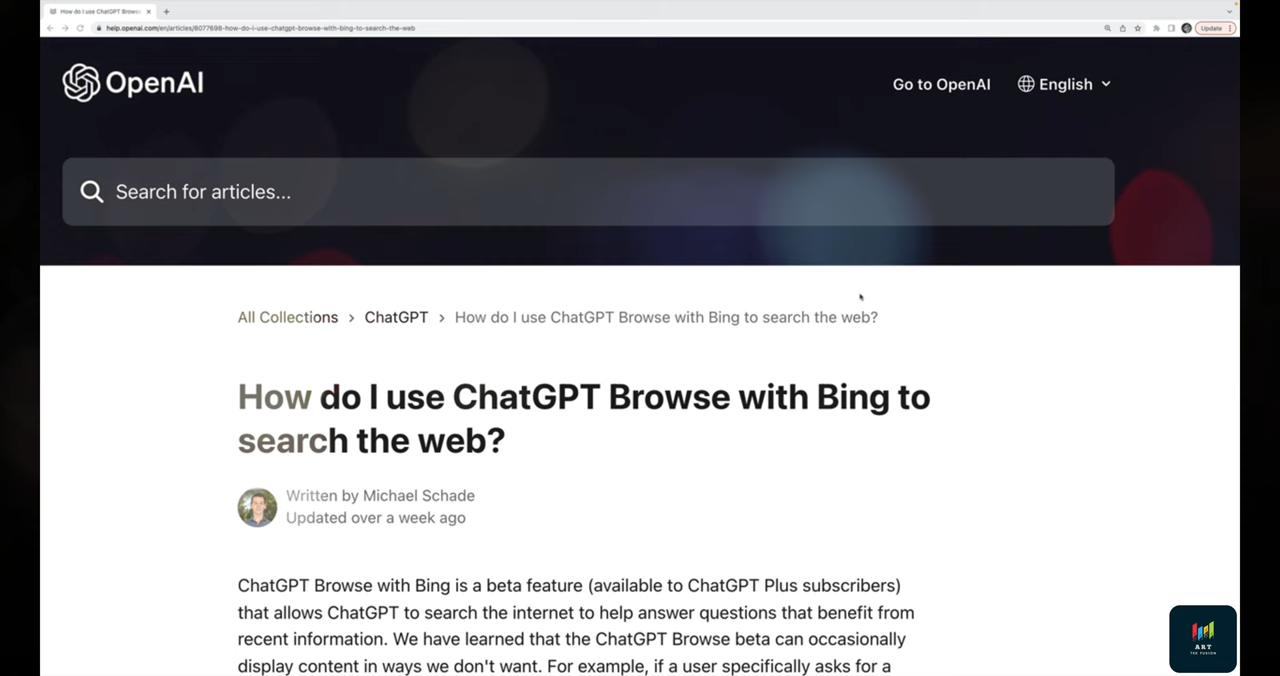 How do I use ChatGPT Browse
help.openai.com/en/articles/8077698-how-do-i-use-chatgpt-browse-with-bing-to-search-the-web
Update
OpenAI
Go to OpenAI
English
Search for articles...
All Collections > ChatGPT > How do I use ChatGPT Browse with Bing to search the web?
How do I use ChatGPT Browse with Bing to
search the web?
Written by Michael Schade
Updated over a week ago
ChatGPT Browse with Bing is a beta feature (available to ChatGPT Plus subscribers)
that allows ChatGPT to search the internet to help answer questions that benefit from
recent information. We have learned that the ChatGPT Browse beta can occasionally
display content in ways we don't want. For example, if a user specifically asks for a
ART
TEK FUSION